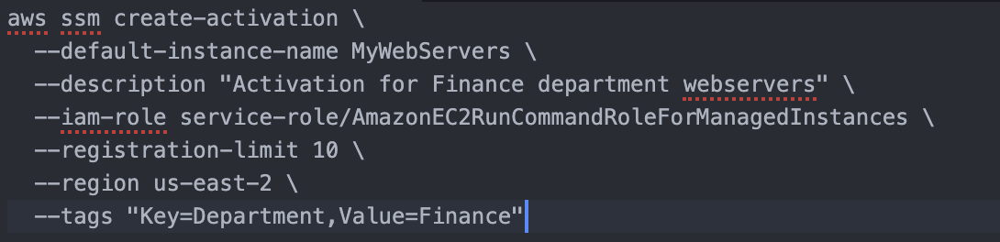 aws ssm create-activation \
--default-instance-name MyWebServers \
--description "Activation for Finance department webservers" \
--iam-role service-role/AmazonEC2RunCommandRoleForManagedInstances \
--registration-limit 10 \
--region us-east-2 \
--tags "Key=Department,Value=Finance"